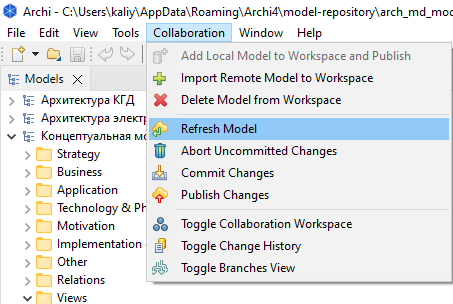 Archi - C:\Users\kaliy\AppData\Roaming\Archi4\model-repository\arch_md_mo
File Edit View Tools Collaboration Window Help
Add Local Model to Workspace and Publish
Models
Import Remote Model to Workspace
Архитектура КГД
Delete Model from Workspace
Архитектура элект
Концептуальная мо
Refresh Model
Strategy
Abort Uncommitted Changes
Business
Commit Changes
Application
Publish Changes
Technology & Ph
Motivation
Toggle Collaboration Workspace
Implementation
Toggle Change History
Other
Toggle Branches View
Relations
Views